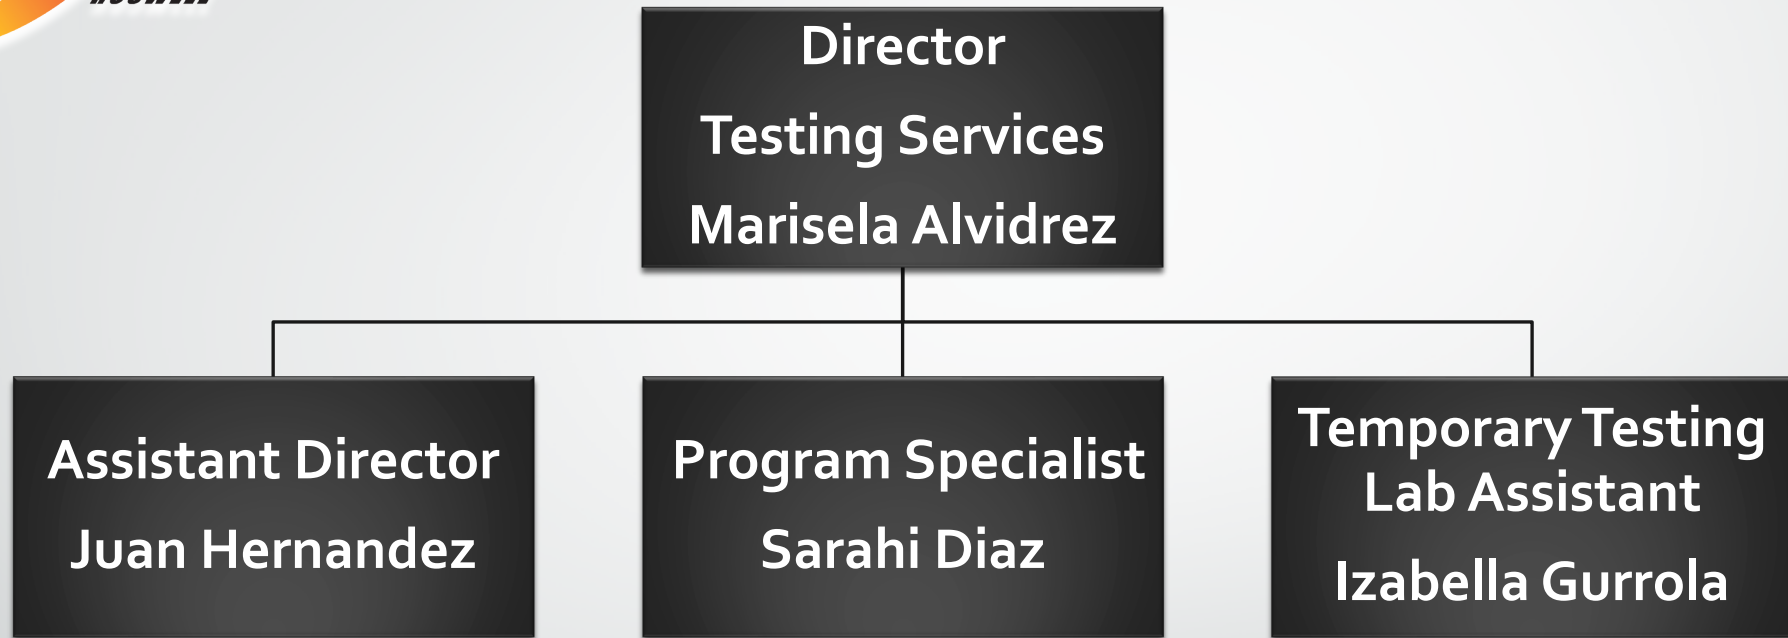 Director
Testing Services
Marisela Alvidrez
Assistant Director
Juan Hernandez
Program Specialist
Sarahi Diaz
Temporary Testing
Lab Assistant
Izabella Gurrola